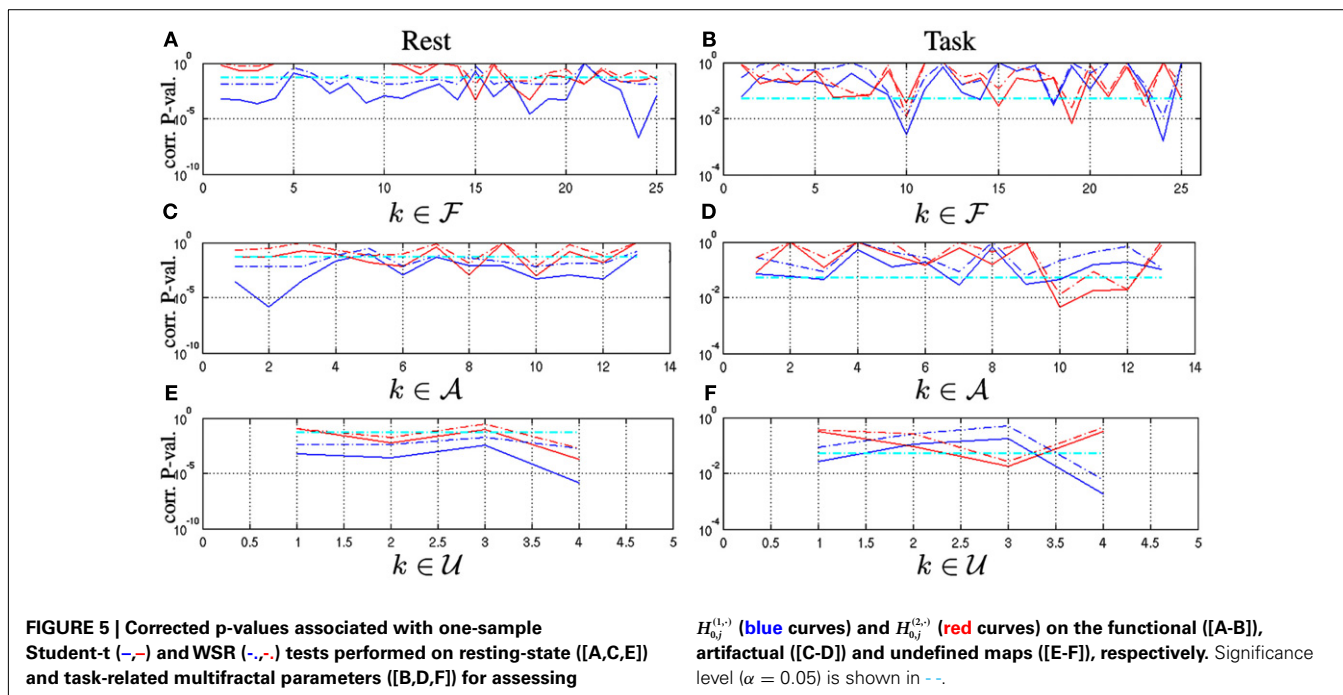 A Rest
corr. P-val.
10^0
10^-5
10^-10
0 5 10 15 20 25
k ∈ F
B Task
10^0
10^-2
10^-4
0 5 10 15 20 25
k ∈ F
C
corr. P-val.
10^0
10^-5
10^-10
0 2 4 6 8 10 12 14
k ∈ A
D
10^0
10^-2
10^-4
0 2 4 6 8 10 12 14
k ∈ A
E
corr. P-val.
10^0
10^-5
10^-10
0 0.5 1 1.5 2 2.5 3 3.5 4 4.5 5
k ∈ U
F
10^0
10^-2
10^-4
0 0.5 1 1.5 2 2.5 3 3.5 4 4.5 5
k ∈ U
FIGURE 5 | Corrected p-values associated with one-sample
Student-t (–,–) and WSR (-.,-.) tests performed on resting-state ([A,C,E])
and task-related multifractal parameters ([B,D,F]) for assessing
H_{0,j}^{(1,·)} (blue curves) and H_{0,j}^{(2,·)} (red curves) on the functional ([A-B]),
artifactual ([C-D]) and undefined maps ([E-F]), respectively. Significance
level (α = 0.05) is shown in - -.